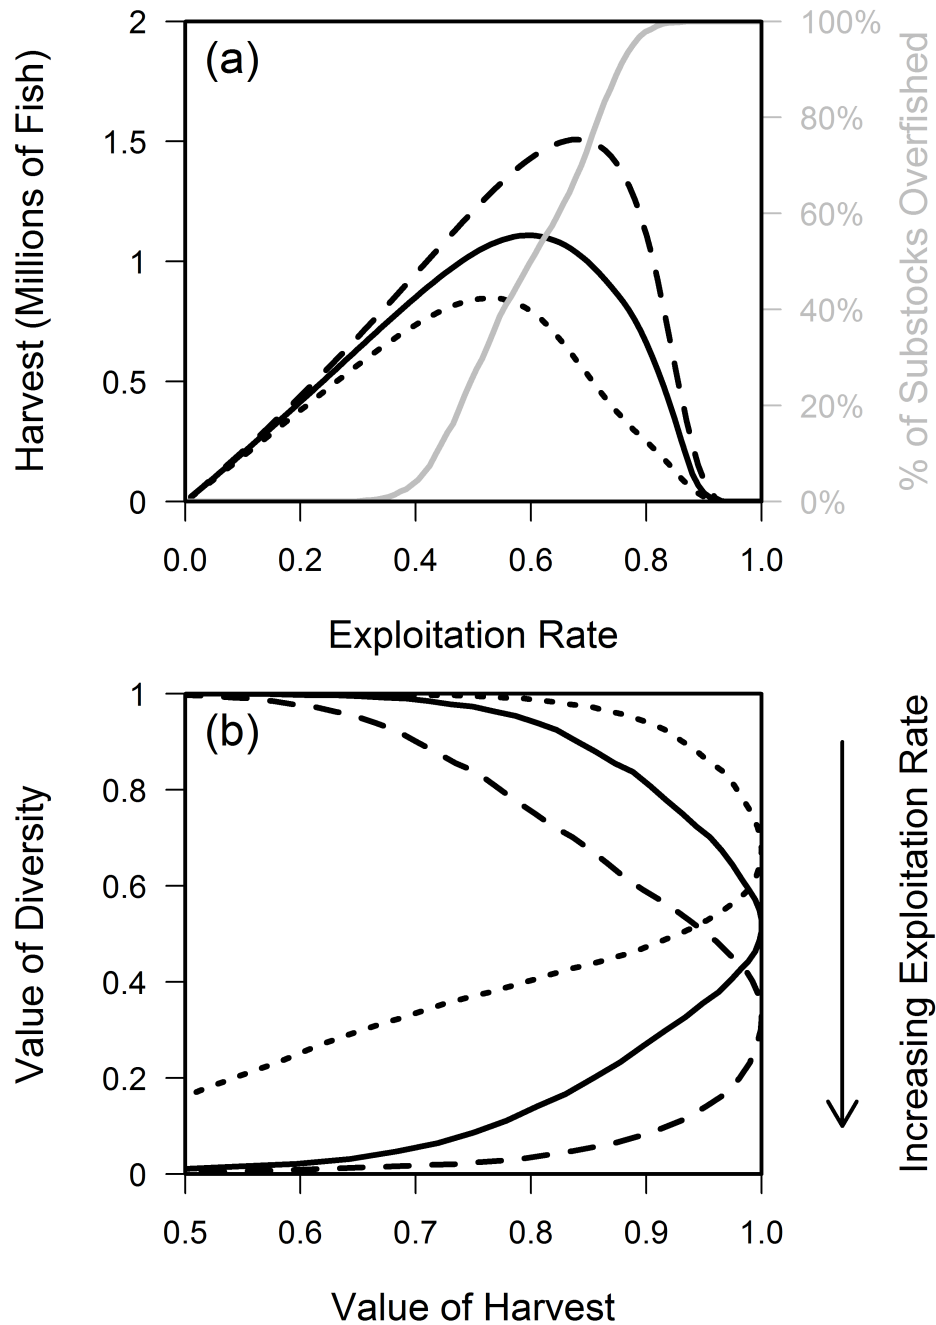 (a)
Harvest (Millions of Fish)
2
1.5
1
0.5
0
100%
80%
60%
40%
20%
0%
% of Substocks Overfished
0.0 0.2 0.4 0.6 0.8 1.0
Exploitation Rate
(b)
Value of Diversity
1
0.8
0.6
0.4
0.2
0
Increasing Exploitation Rate
0.5 0.6 0.7 0.8 0.9 1.0
Value of Harvest